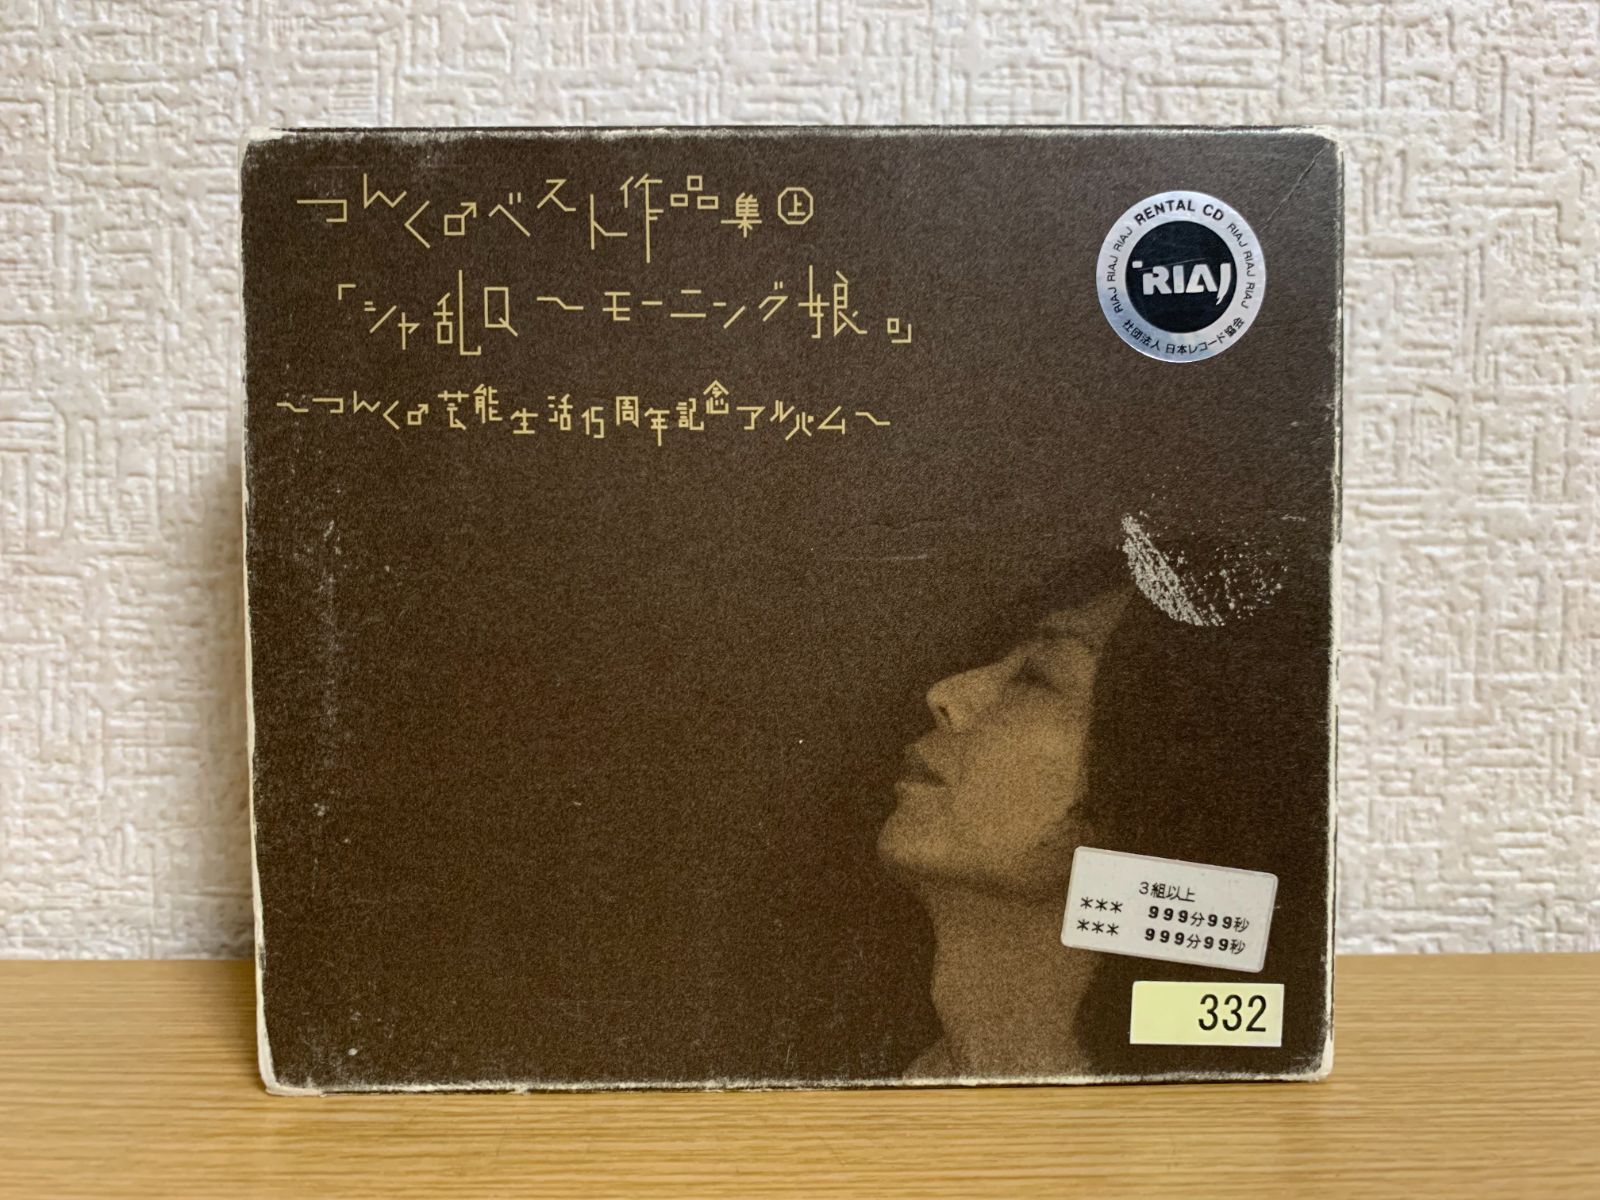 つんく♂ベスト作品集㊤
「シャ乱Q～モーニング娘。」
～つんく♂芸能生活15周年記念アルバム～
RENTAL CD
RIAJ RIAJ RIAJ RIAJ RIAJ RIAJ
RIAJ
社団法人 日本レコード協会
3組以上
*** 999分99秒
*** 999分99秒
332